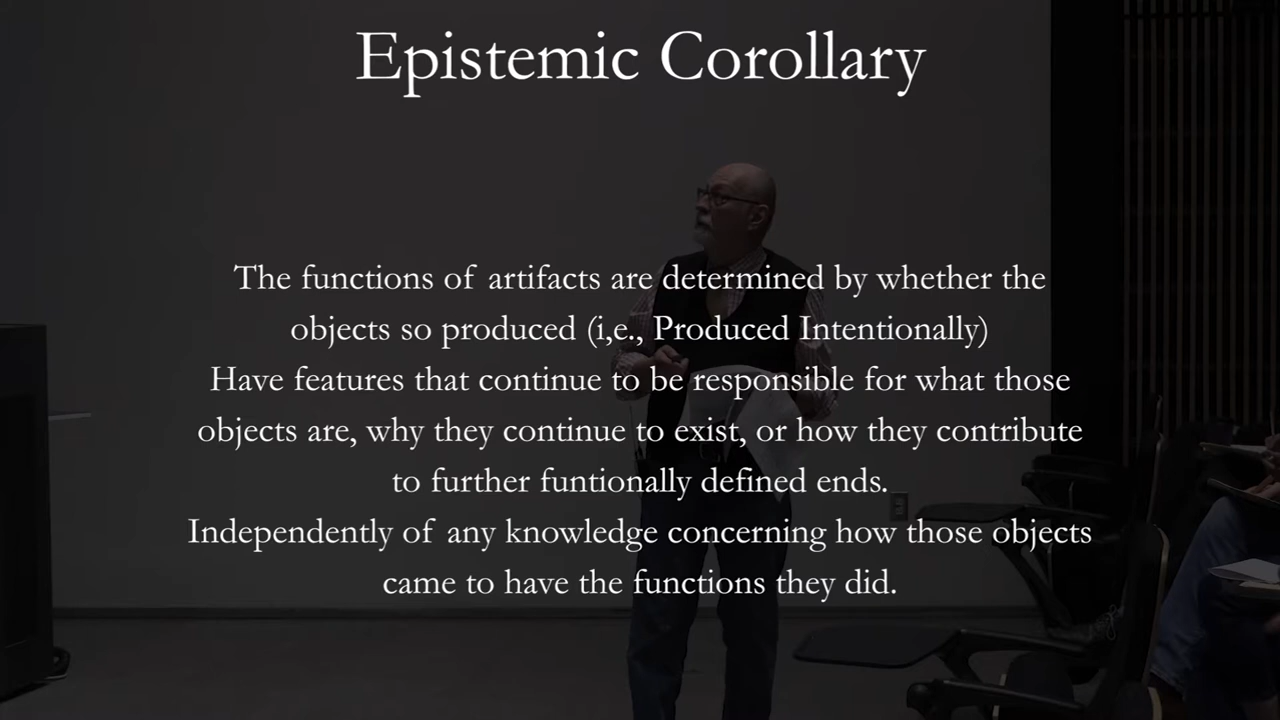 Epistemic Corollary
The functions of artifacts are determined by whether the
objects so produced (i,e., Produced Intentionally)
Have features that continue to be responsible for what those
objects are, why they continue to exist, or how they contribute
to further funtionally defined ends.
Independently of any knowledge concerning how those objects
came to have the functions they did.